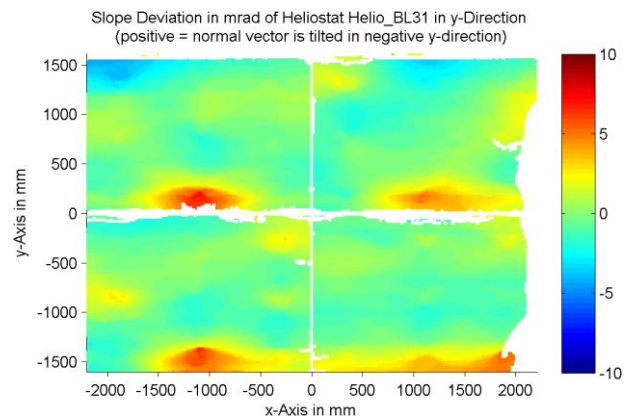 Slope Deviation in mrad of Heliostat Helio_BL31 in y-Direction
(positive = normal vector is tilted in negative y-direction)
y-Axis in mm
1500
1000
500
0
-500
-1000
-1500
-2000 -1500 -1000 -500 0 500 1000 1500 2000
x-Axis in mm
10
5
0
-5
-10